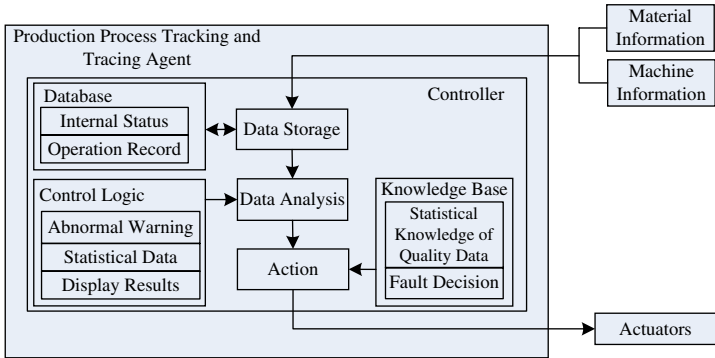 Production Process Tracking and
Tracing Agent
Material
Information
Machine
Information
Controller
Database
Internal Status
Operation Record
Data Storage
Control Logic
Abnormal Warning
Statistical Data
Display Results
Data Analysis
Action
Knowledge Base
Statistical
Knowledge of
Quality Data
Fault Decision
Actuators